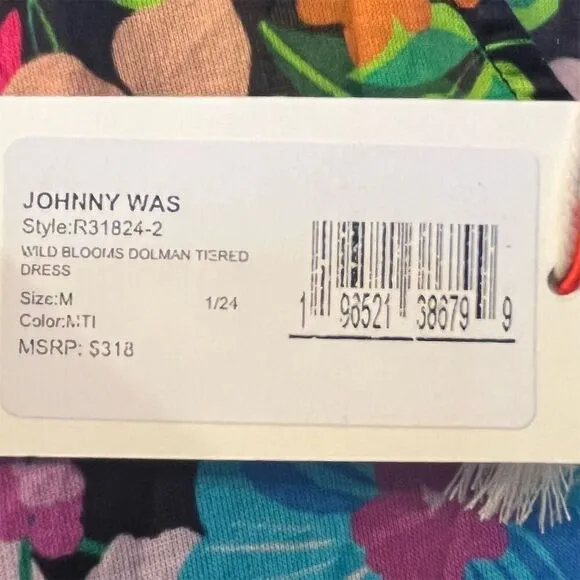 JOHNNY WAS
Style:R31824-2
WILD BLOOMS DOLMAN TIERED
DRESS
Size:M 1/24
Color:MTI
MSRP: $318
1 96521 38679 9